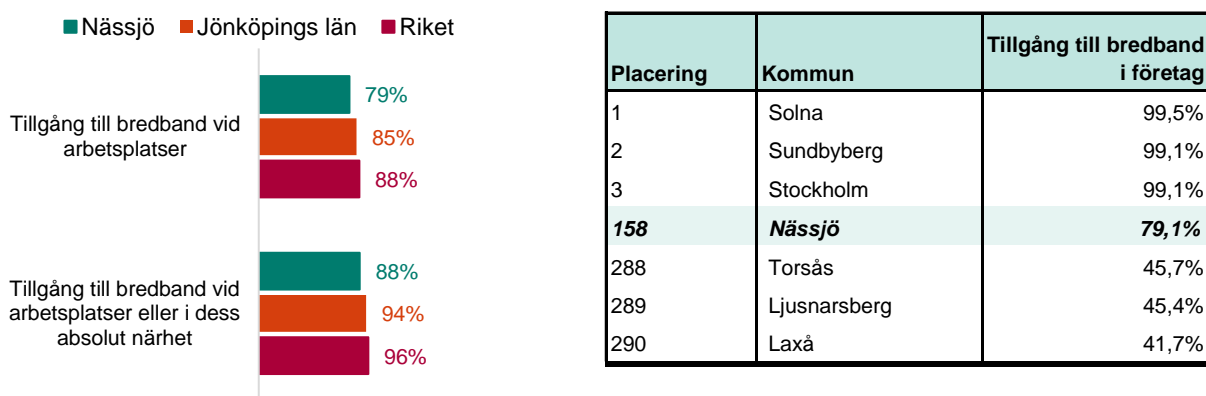 Nässjö Jönköpings län Riket
Tillgång till bredband vid
arbetsplatser
79%
85%
88%
Tillgång till bredband vid
arbetsplatser eller i dess
absolut närhet
88%
94%
96%
Placering Kommun Tillgång till bredband i företag
1 Solna 99,5%
2 Sundbyberg 99,1%
3 Stockholm 99,1%
158 Nässjö 79,1%
288 Torsås 45,7%
289 Ljusnarsberg 45,4%
290 Laxå 41,7%